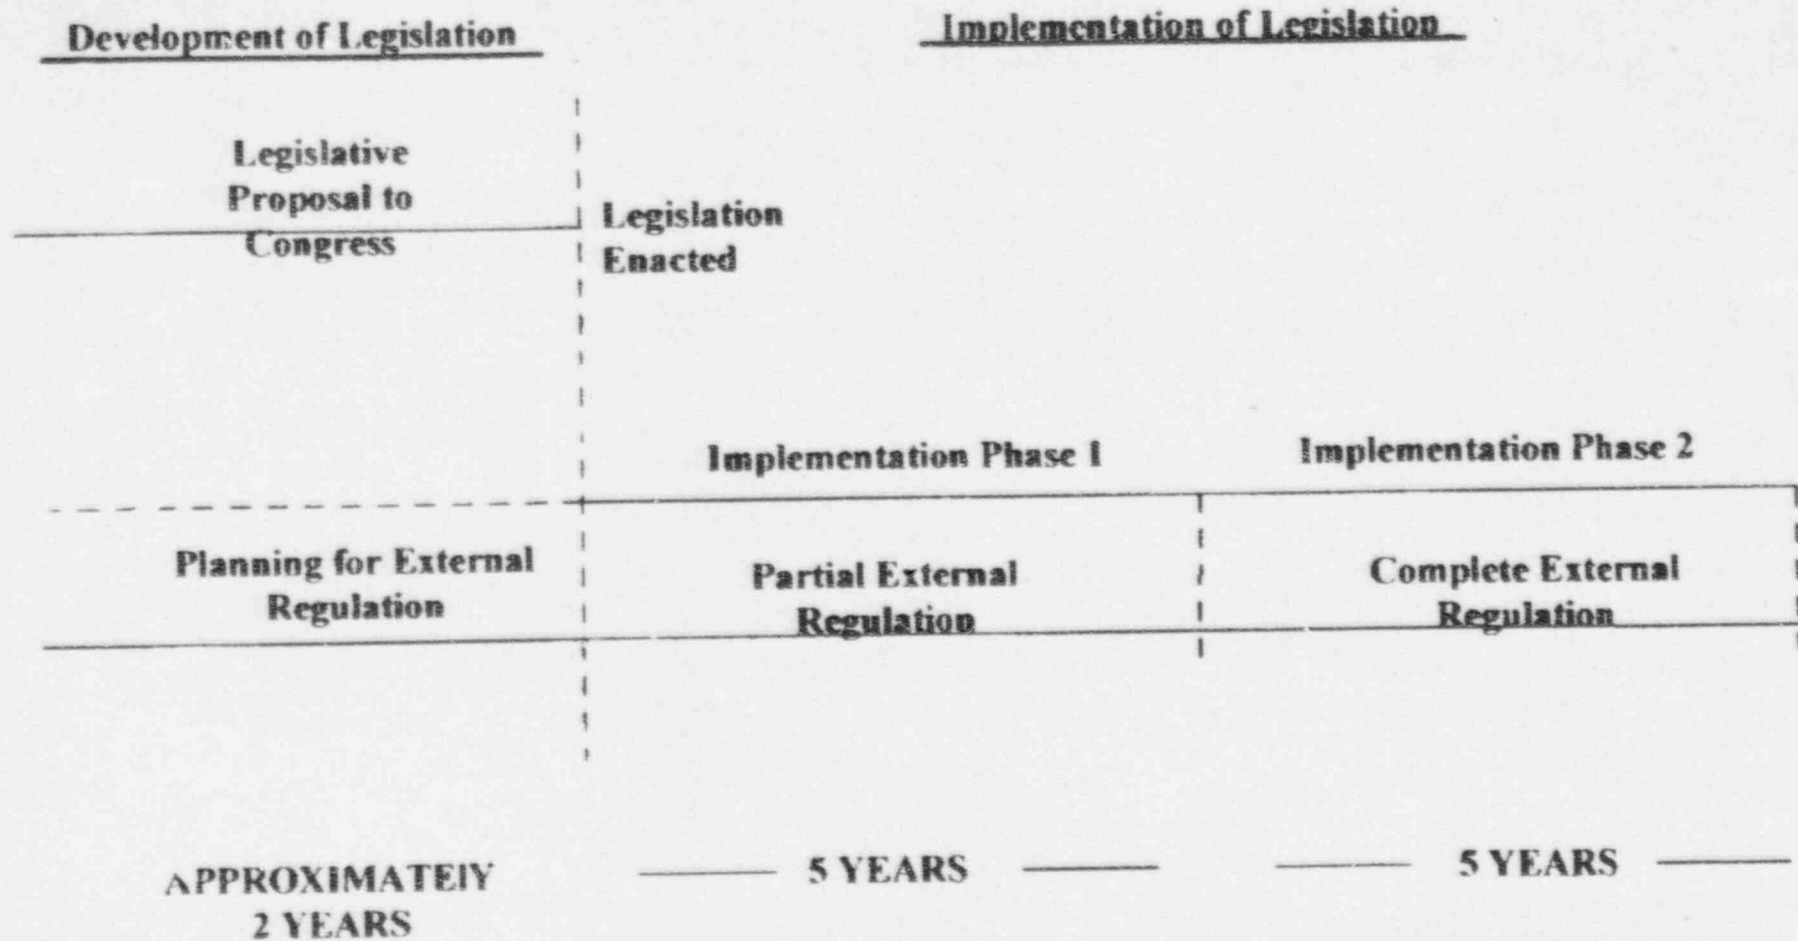 Development of Legislation
Implementation of Legislation
Legislative
Proposal to
Congress
Legislation
Enacted
Implementation Phase 1
Implementation Phase 2
Planning for External
Regulation
Partial External
Regulation
Complete External
Regulation
APPROXIMATELY
2 YEARS
5 YEARS
5 YEARS